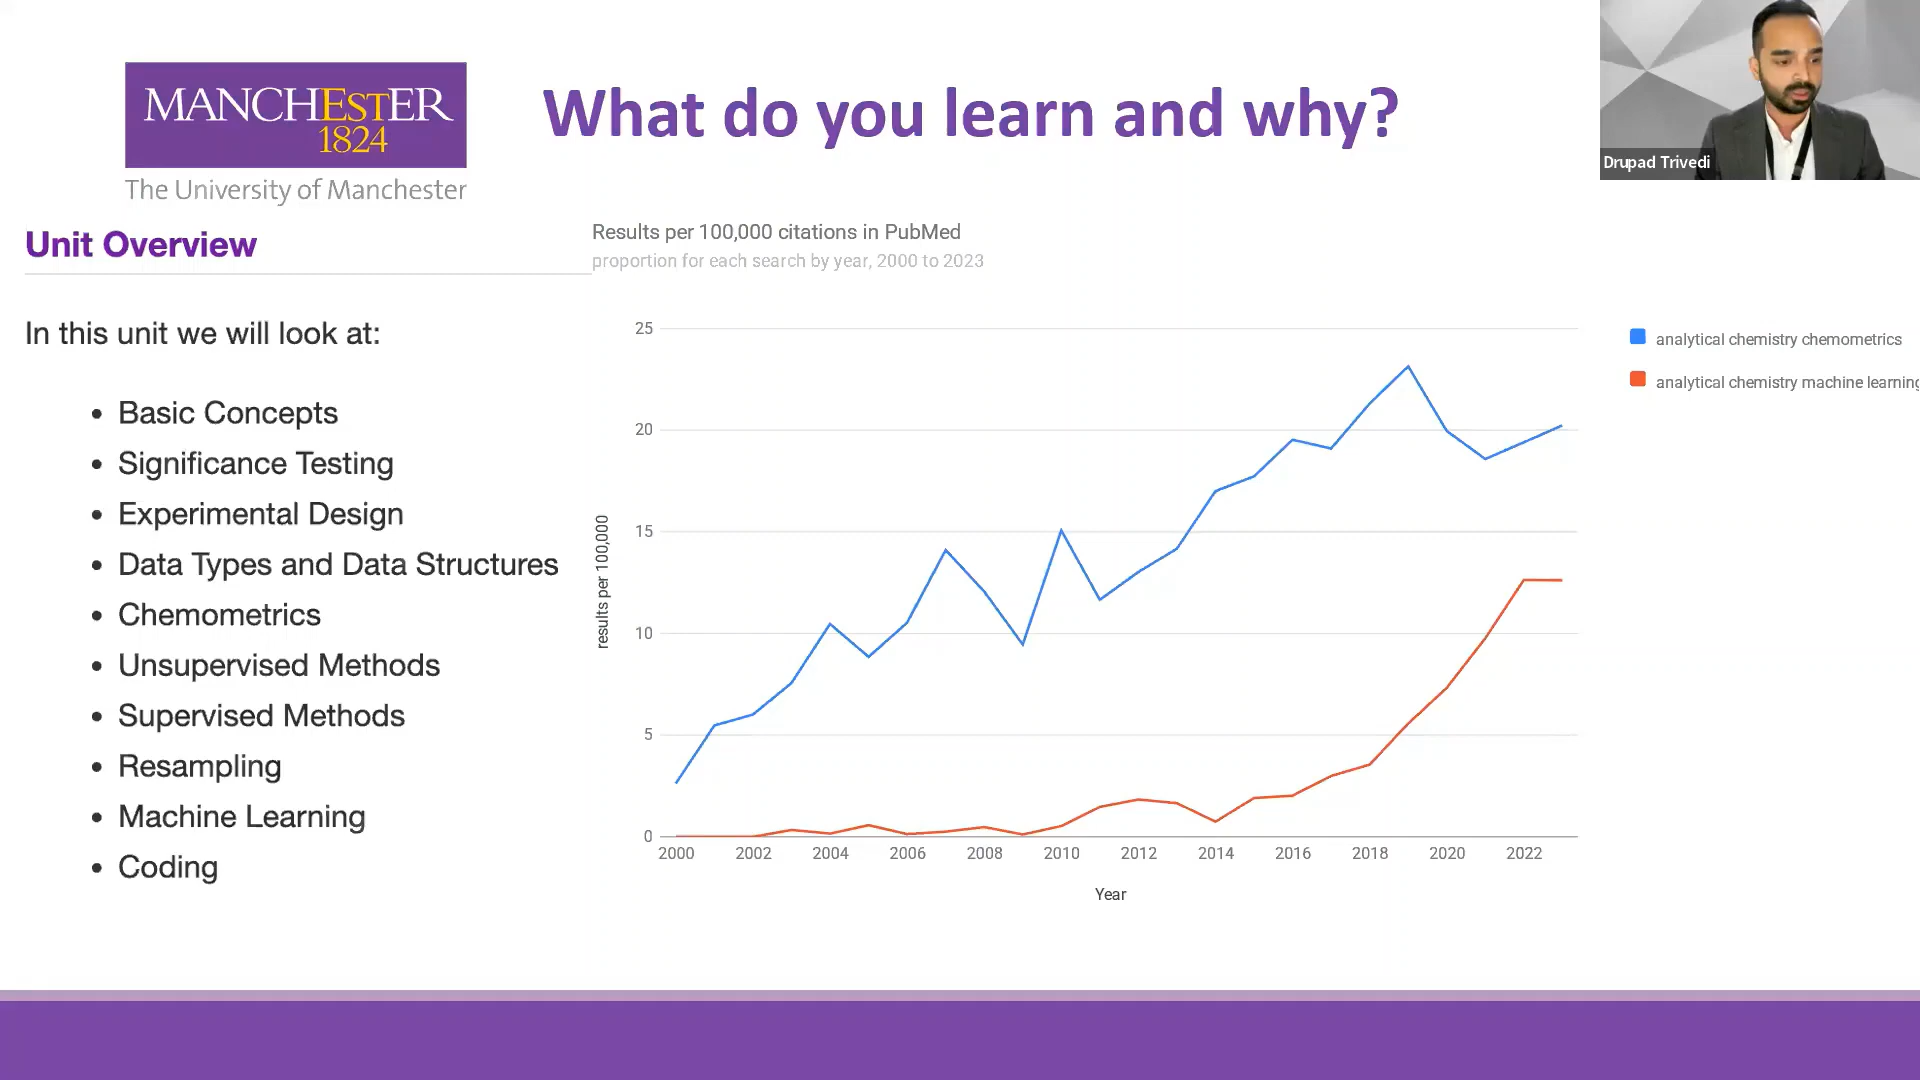 MANCHEStER
1824
The University of Manchester
What do you learn and why?
Drupad Trivedi
Unit Overview
In this unit we will look at:
• Basic Concepts
• Significance Testing
• Experimental Design
• Data Types and Data Structures
• Chemometrics
• Unsupervised Methods
• Supervised Methods
• Resampling
• Machine Learning
• Coding
Results per 100,000 citations in PubMed
proportion for each search by year, 2000 to 2023
25
20
15
10
5
0
results per 100,000
2000 2002 2004 2006 2008 2010 2012 2014 2016 2018 2020 2022
Year
analytical chemistry chemometrics
analytical chemistry machine learning